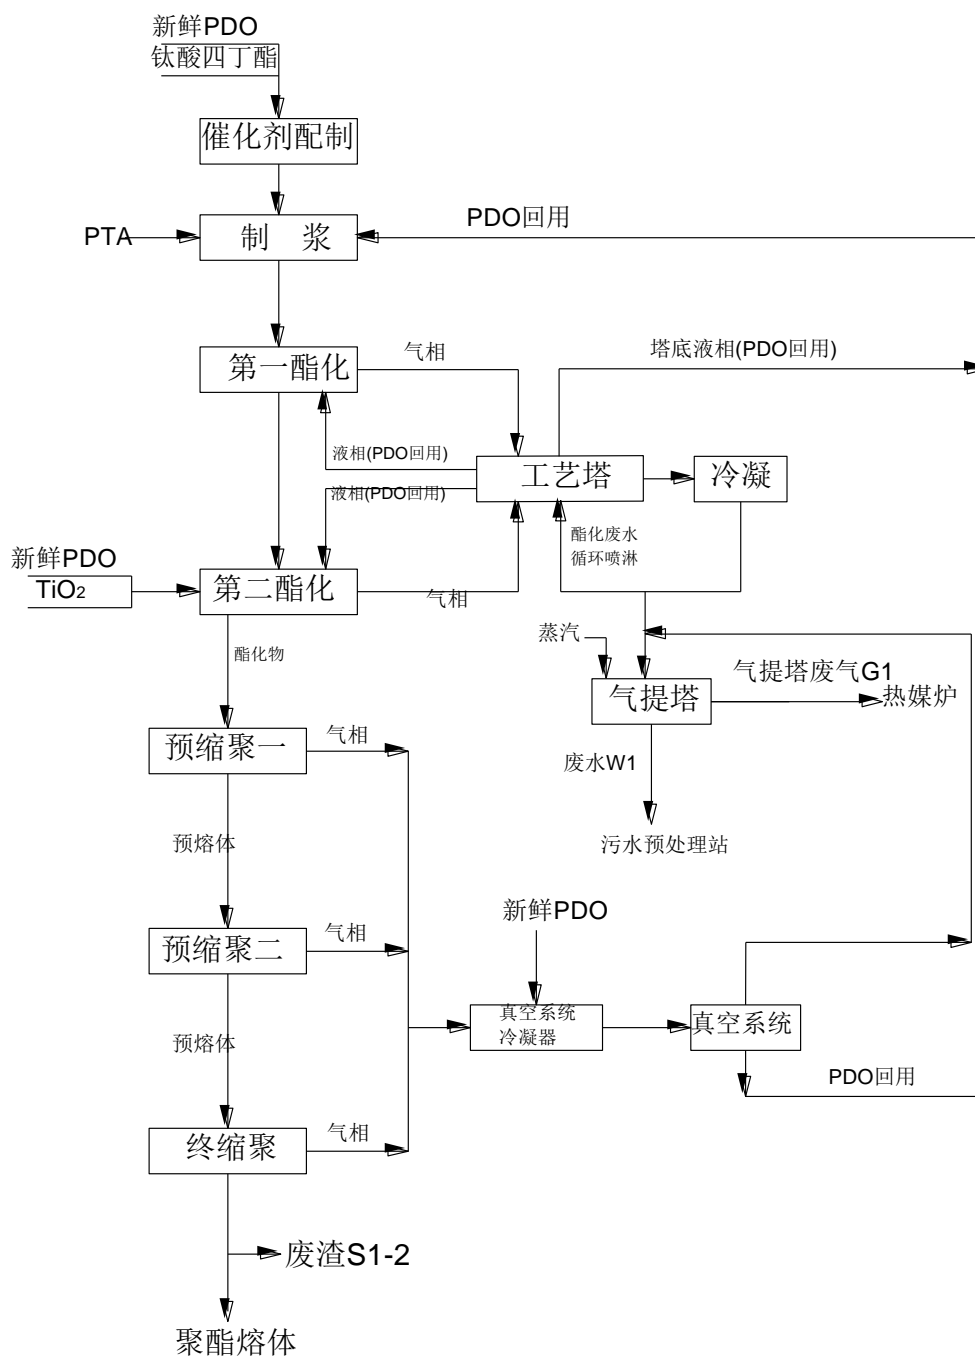 新鲜PDO
钛酸四丁酯
催化剂配制
PDO回用
PTA
制 浆
气相
塔底液相(PDO回用)
第一酯化
液相(PDO回用)
工艺塔
冷凝
液相(PDO回用)
酯化废水
循环喷淋
新鲜PDO
TiO2
第二酯化
气相
蒸汽
酯化物
气提塔
气提塔废气G1
热媒炉
预缩聚一
气相
废水W1
预熔体
污水预处理站
新鲜PDO
预缩聚二
气相
真空系统
冷凝器
真空系统
预熔体
PDO回用
终缩聚
气相
废渣S1-2
聚酯熔体